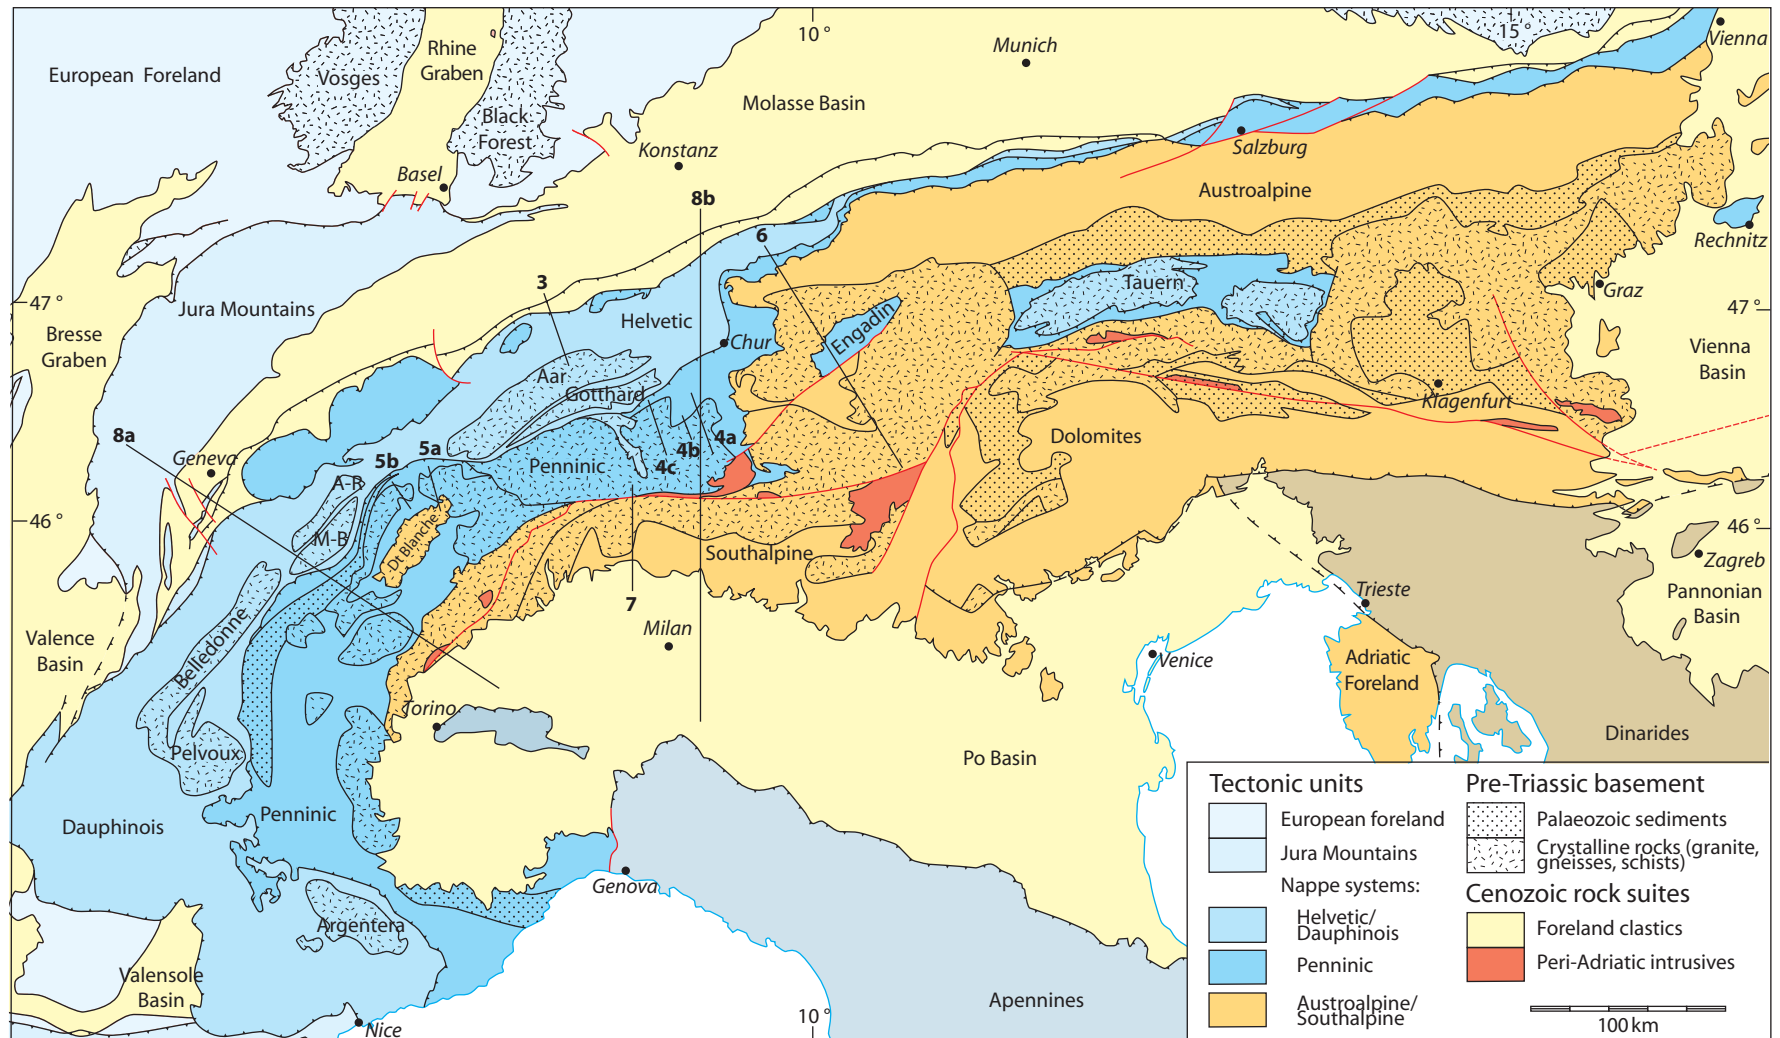 10°
15°
Munich
Vienna
European Foreland
Vosges
Rhine
Graben
Black
Forest
Molasse Basin
Konstanz
Basel
Salzburg
Austroalpine
8b
6
Rechnitz
3
Tauern
Graz
47°
Jura Mountains
Helvetic
Engadin
47°
Bresse
Graben
Chur
Vienna
Basin
Aar
Gotthard
Klagenfurt
8a
Geneva
5b
5a
Penninic
4c
4b
4a
Dolomites
A-R
46°
M-B
Dt Blanche
Southalpine
46°
Zagreb
7
Trieste
Pannonian
Basin
Valence
Basin
Belledonne
Milan
Venice
Adriatic
Foreland
Torino
Pelvoux
Po Basin
Dinarides
Dauphinois
Penninic
Genova
Argentera
Valensole
Basin
Apennines
Nice
10°
Tectonic units
European foreland
Jura Mountains
Nappe systems:
Helvetic/
Dauphinois
Penninic
Austroalpine/
Southalpine
Pre-Triassic basement
Palaeozoic sediments
Crystalline rocks (granite,
gneisses, schists)
Cenozoic rock suites
Foreland clastics
Peri-Adriatic intrusives
100 km